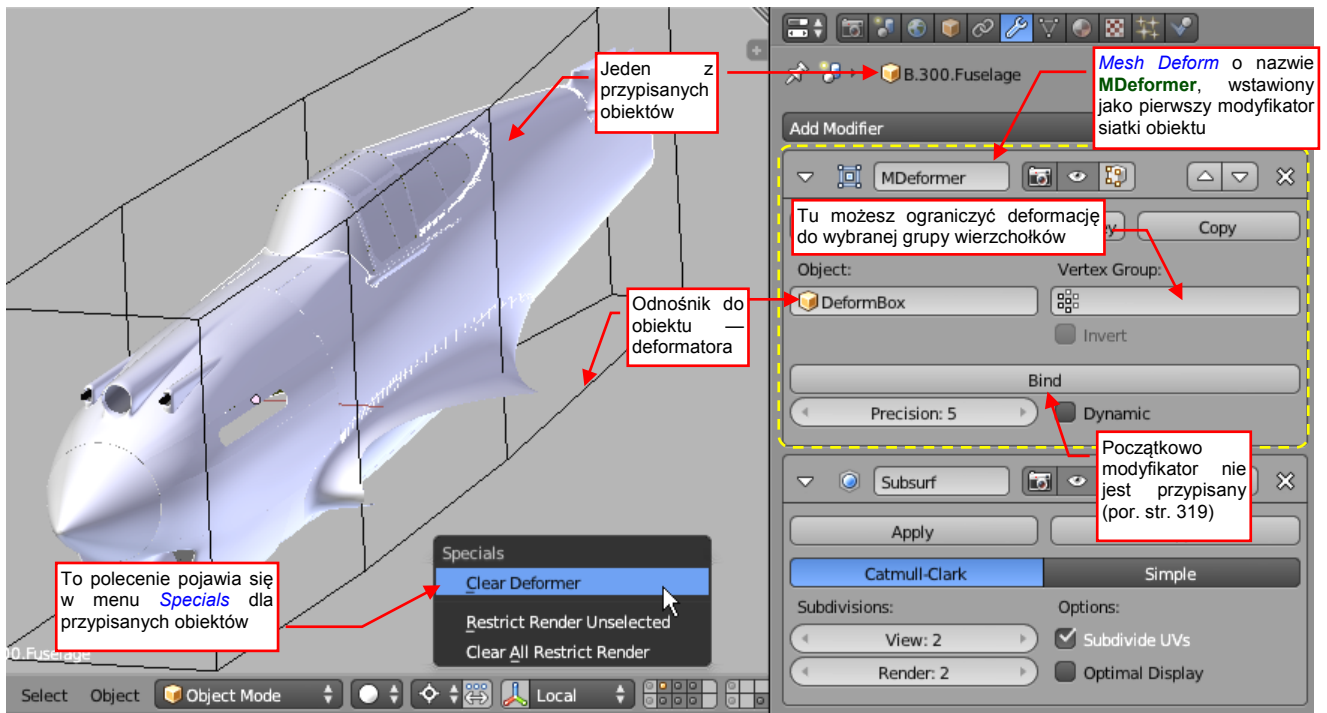 Jeden z
przypisanych
obiektów
B.300.Fuselage
Mesh Deform o nazwie
MDeformer, wstawiony
jako pierwszy modyfikator
siatki obiektu
Add Modifier
MDeformer
Tu możesz ograniczyć deformację
do wybranej grupy wierzchołków
Copy
Object:
Vertex Group:
DeformBox
Invert
Odnośnik do
obiektu —
deformatora
Bind
Precision: 5
Dynamic
Początkowo
modyfikator nie
jest przypisany
(por. str. 319)
Subsurf
Apply
Catmull-Clark
Simple
Subdivisions:
Options:
View: 2
Subdivide UVs
Render: 2
Optimal Display
Specials
Clear Deformer
Restrict Render Unselected
Clear All Restrict Render
To polecenie pojawia się
w menu Specials dla
przypisanych obiektów
00.Fuselage
Select
Object
Object Mode
Local